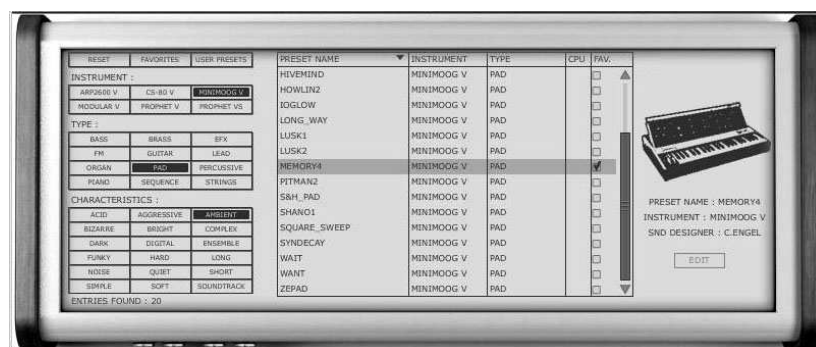 RESET FAVORITES USER PRESETS
INSTRUMENT :
ARP2600 V CS-80 V MINIMOOG V
MODULAR V PROPHET V PROPHET VS
TYPE :
BASS BRASS EFX
FM GUITAR LEAD
ORGAN PAD PERCUSSIVE
PIANO SEQUENCE STRINGS
CHARACTERISTICS :
ACID AGGRESSIVE AMBIENT
BIZARRE BRIGHT COMPLEX
DARK DIGITAL ENSEMBLE
FUNKY HARD LONG
NOISE QUIET SHORT
SIMPLE SOFT SOUNDTRACK
ENTRIES FOUND : 20
PRESET NAME INSTRUMENT TYPE CPU FAV.
HIVEMIND MINIMOOG V PAD
HOWLIN2 MINIMOOG V PAD
IOGLOW MINIMOOG V PAD
LONG_WAY MINIMOOG V PAD
LUSK1 MINIMOOG V PAD
LUSK2 MINIMOOG V PAD
MEMORY4 MINIMOOG V PAD
PITMAN2 MINIMOOG V PAD
S&H_PAD MINIMOOG V PAD
SHANO1 MINIMOOG V PAD
SQUARE_SWEEP MINIMOOG V PAD
SYNDECAY MINIMOOG V PAD
WAIT MINIMOOG V PAD
WANT MINIMOOG V PAD
ZEPAD MINIMOOG V PAD
PRESET NAME : MEMORY4
INSTRUMENT : MINIMOOG V
SND DESIGNER : C.ENGEL
EDIT